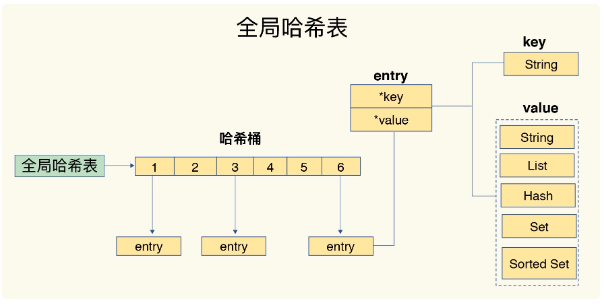 全局哈希表
key
String
entry
*key
*value
value
String
List
Hash
Set
Sorted Set
哈希桶
全局哈希表
1 2 3 4 5 6
entry entry entry